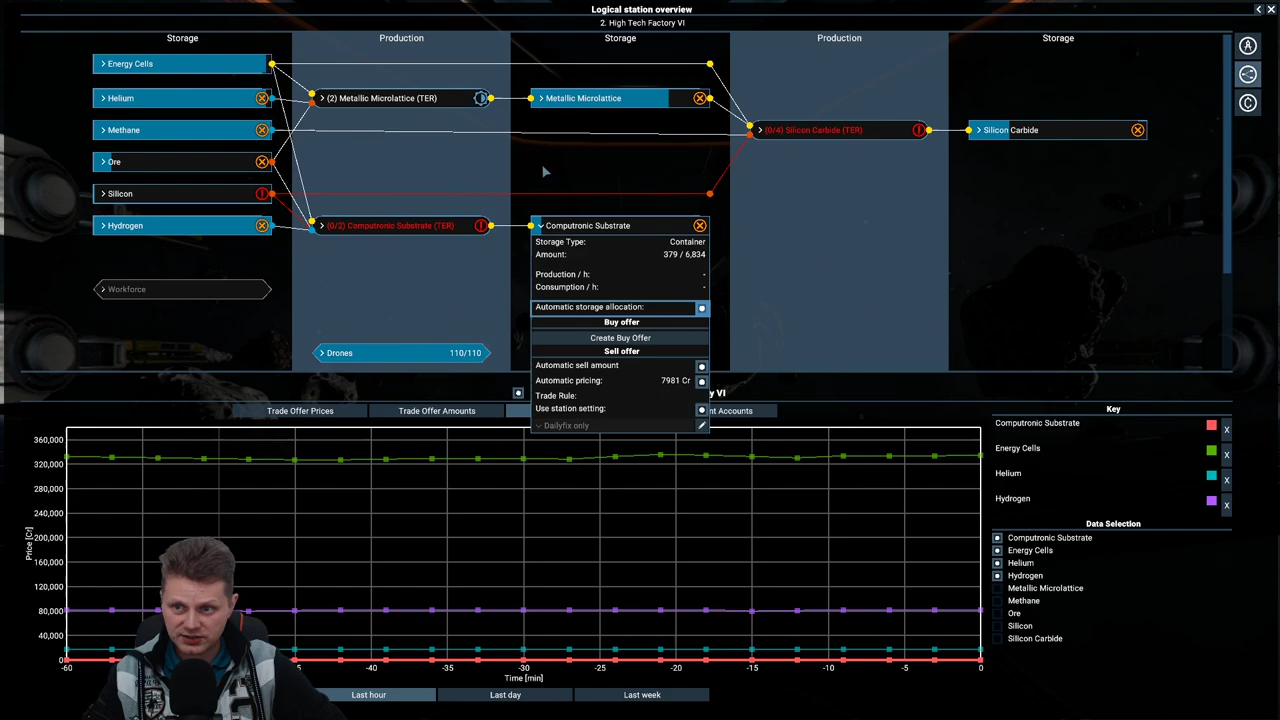 Logical station overview
2. High Tech Factory VI
Storage
Production
Storage
Production
Storage
Energy Cells
Helium
(2) Metallic Microlattice (TER)
Metallic Microlattice
Methane
(0/4) Silicon Carbide (TER)
Silicon Carbide
Ore
Silicon
Hydrogen
(0/2) Computronic Substrate (TER)
Computronic Substrate
Storage Type: Container
Amount: 379 / 6,834
Production / h: -
Consumption / h: -
Workforce
Automatic storage allocation:
Buy offer
Create Buy Offer
Sell offer
Drones 110/110
Automatic sell amount
Automatic pricing: 7981 Cr
Trade Rule:
Use station setting:
Dailyfix only
y VI
Trade Offer Prices
Trade Offer Amounts
nt Accounts
Key
Computronic Substrate X
Energy Cells X
Helium X
Hydrogen X
Data Selection
Computronic Substrate
Energy Cells
Helium
Hydrogen
Metallic Microlattice
Methane
Ore
Silicon
Silicon Carbide
Price [Cr]
360,000
320,000
280,000
240,000
200,000
160,000
120,000
80,000
40,000
0
-60 5 -40 -35 -30 -25 -20 -15 -10 -5 0
Time [min]
Last hour
Last day
Last week